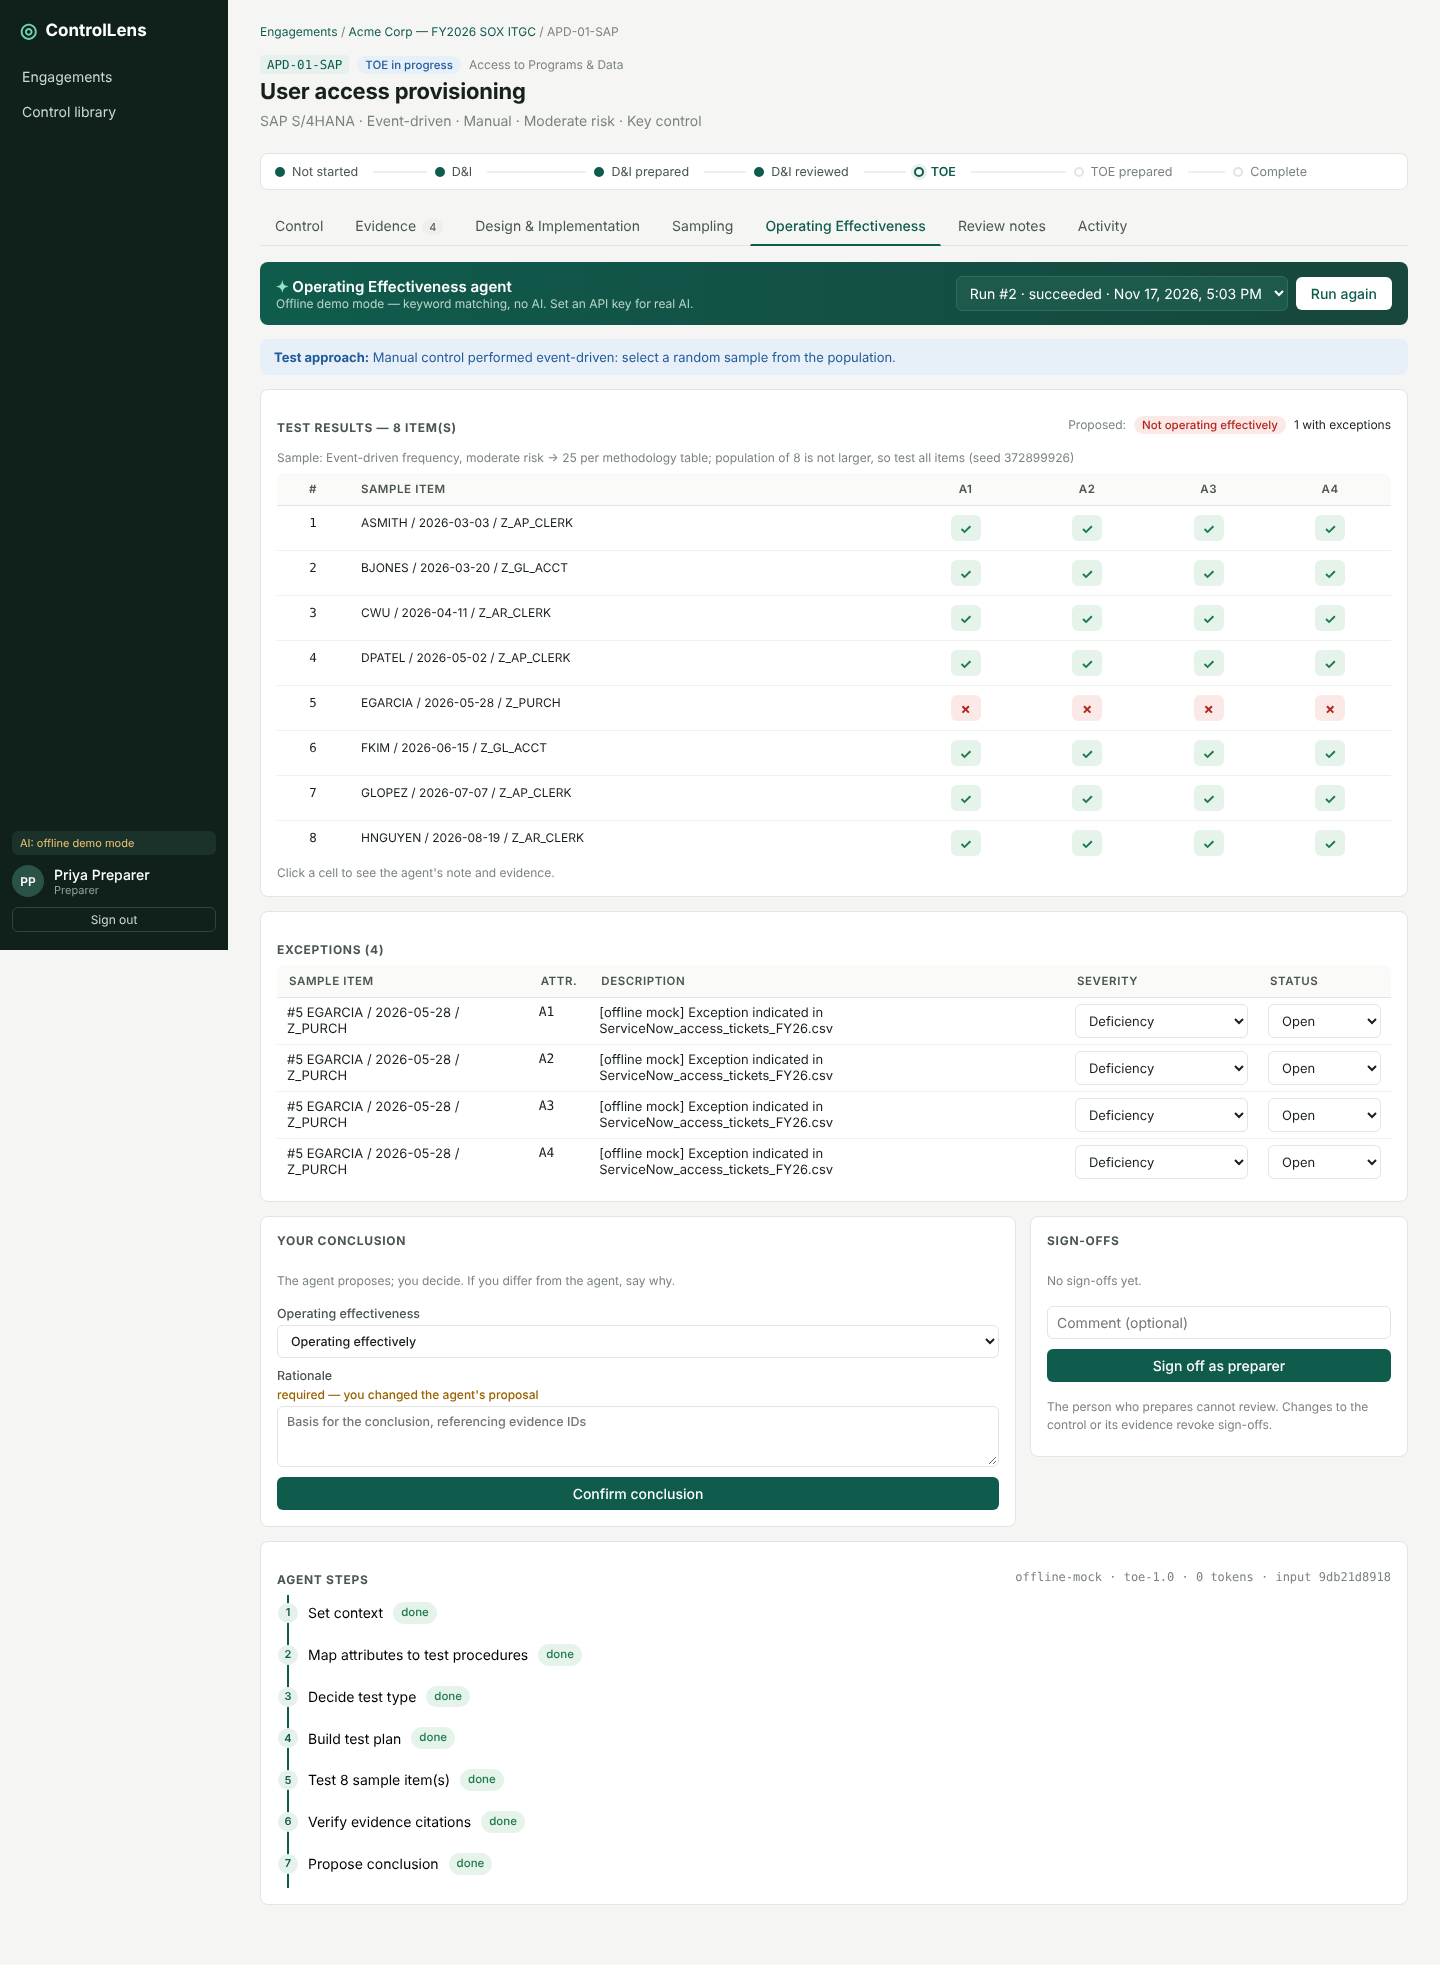 ControlLens
Engagements
Control library
AI: offline demo mode
PP
Priya Preparer
Preparer
Sign out
Engagements / Acme Corp — FY2026 SOX ITGC / APD-01-SAP
APD-01-SAP TOE in progress Access to Programs & Data
User access provisioning
SAP S/4HANA · Event-driven · Manual · Moderate risk · Key control
Not started D&I D&I prepared D&I reviewed TOE TOE prepared Complete
Control Evidence 4 Design & Implementation Sampling Operating Effectiveness Review notes Activity
✦ Operating Effectiveness agent
Offline demo mode — keyword matching, no AI. Set an API key for real AI.
Run #2 · succeeded · Nov 17, 2026, 5:03 PM Run again
Test approach: Manual control performed event-driven: select a random sample from the population.
TEST RESULTS — 8 ITEM(S) Proposed: Not operating effectively 1 with exceptions
Sample: Event-driven frequency, moderate risk → 25 per methodology table; population of 8 is not larger, so test all items (seed 372899926)
# SAMPLE ITEM A1 A2 A3 A4
1 ASMITH / 2026-03-03 / Z_AP_CLERK ✓ ✓ ✓ ✓
2 BJONES / 2026-03-20 / Z_GL_ACCT ✓ ✓ ✓ ✓
3 CWU / 2026-04-11 / Z_AR_CLERK ✓ ✓ ✓ ✓
4 DPATEL / 2026-05-02 / Z_AP_CLERK ✓ ✓ ✓ ✓
5 EGARCIA / 2026-05-28 / Z_PURCH × × × ×
6 FKIM / 2026-06-15 / Z_GL_ACCT ✓ ✓ ✓ ✓
7 GLOPEZ / 2026-07-07 / Z_AP_CLERK ✓ ✓ ✓ ✓
8 HNGUYEN / 2026-08-19 / Z_AR_CLERK ✓ ✓ ✓ ✓
Click a cell to see the agent's note and evidence.
EXCEPTIONS (4)
SAMPLE ITEM ATTR. DESCRIPTION SEVERITY STATUS
#5 EGARCIA / 2026-05-28 / A1 [offline mock] Exception indicated in Deficiency Open
Z_PURCH ServiceNow_access_tickets_FY26.csv
#5 EGARCIA / 2026-05-28 / A2 [offline mock] Exception indicated in Deficiency Open
Z_PURCH ServiceNow_access_tickets_FY26.csv
#5 EGARCIA / 2026-05-28 / A3 [offline mock] Exception indicated in Deficiency Open
Z_PURCH ServiceNow_access_tickets_FY26.csv
#5 EGARCIA / 2026-05-28 / A4 [offline mock] Exception indicated in Deficiency Open
Z_PURCH ServiceNow_access_tickets_FY26.csv
YOUR CONCLUSION
The agent proposes; you decide. If you differ from the agent, say why.
Operating effectiveness
Operating effectively
Rationale
required — you changed the agent's proposal
Basis for the conclusion, referencing evidence IDs
Confirm conclusion
SIGN-OFFS
No sign-offs yet.
Comment (optional)
Sign off as preparer
The person who prepares cannot review. Changes to the
control or its evidence revoke sign-offs.
AGENT STEPS offline-mock · toe-1.0 · 0 tokens · input 9db21d8918
1 Set context done
2 Map attributes to test procedures done
3 Decide test type done
4 Build test plan done
5 Test 8 sample item(s) done
6 Verify evidence citations done
7 Propose conclusion done